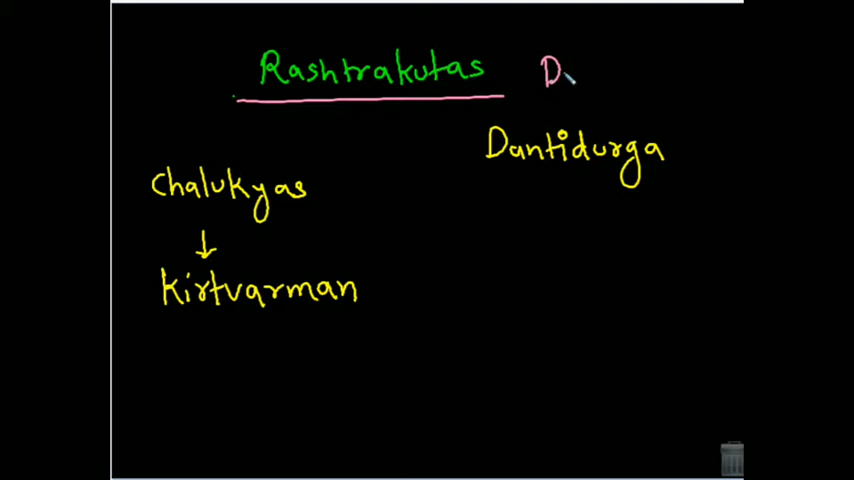 Rashtrakutas D
Dantidurga
Chalukyas
↓
Kirtvarman